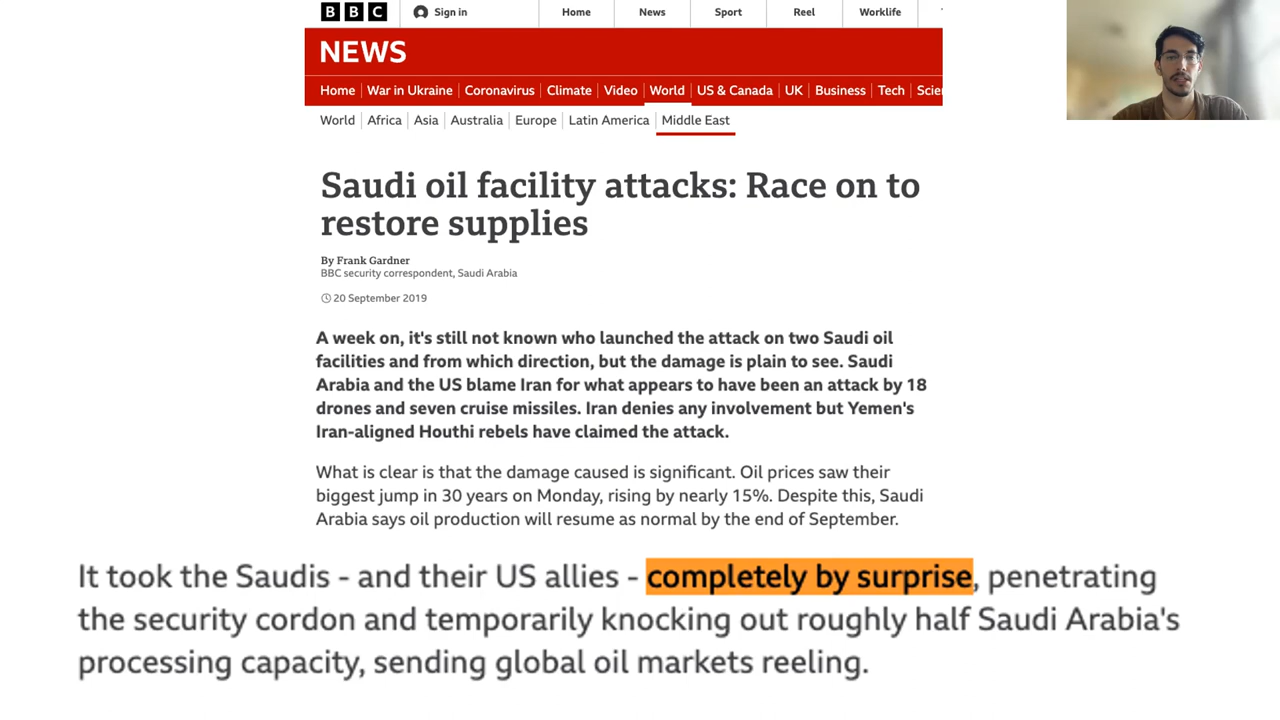 BBC Sign in Home News Sport Reel Worklife
NEWS
Home War in Ukraine Coronavirus Climate Video World US & Canada UK Business Tech
World Africa Asia Australia Europe Latin America Middle East
Saudi oil facility attacks: Race on to
restore supplies
By Frank Gardner
BBC security correspondent, Saudi Arabia
20 September 2019
A week on, it's still not known who launched the attack on two Saudi oil
facilities and from which direction, but the damage is plain to see. Saudi
Arabia and the US blame Iran for what appears to have been an attack by 18
drones and seven cruise missiles. Iran denies any involvement but Yemen's
Iran-aligned Houthi rebels have claimed the attack.
What is clear is that the damage caused is significant. Oil prices saw their
biggest jump in 30 years on Monday, rising by nearly 15%. Despite this, Saudi
Arabia says oil production will resume as normal by the end of September.
It took the Saudis - and their US allies - completely by surprise, penetrating
the security cordon and temporarily knocking out roughly half Saudi Arabia's
processing capacity, sending global oil markets reeling.